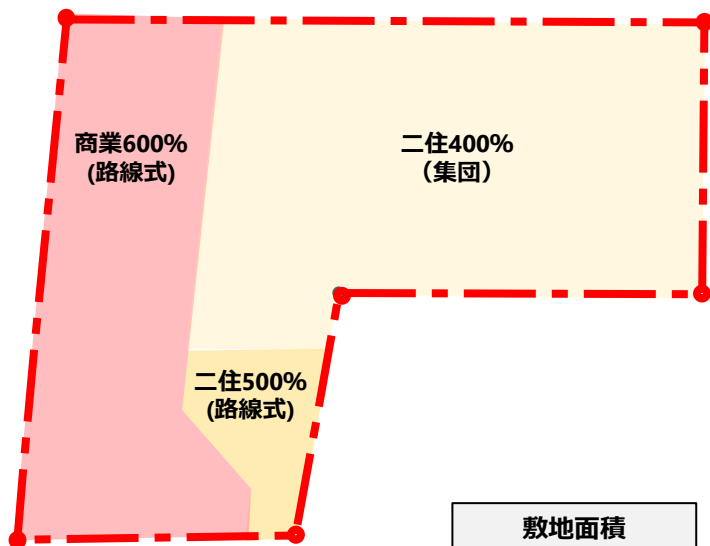 商業600%
(路線式)
二住400%
（集団）
二住500%
(路線式)
敷地面積